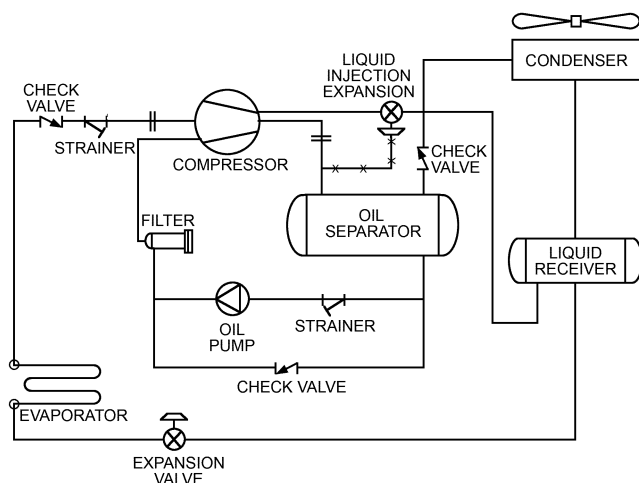 LIQUID
INJECTION
EXPANSION
CONDENSER
CHECK
VALVE
STRAINER
COMPRESSOR
CHECK
VALVE
FILTER
OIL
SEPARATOR
LIQUID
RECEIVER
OIL
PUMP
STRAINER
CHECK VALVE
EVAPORATOR
EXPANSION
VALVE